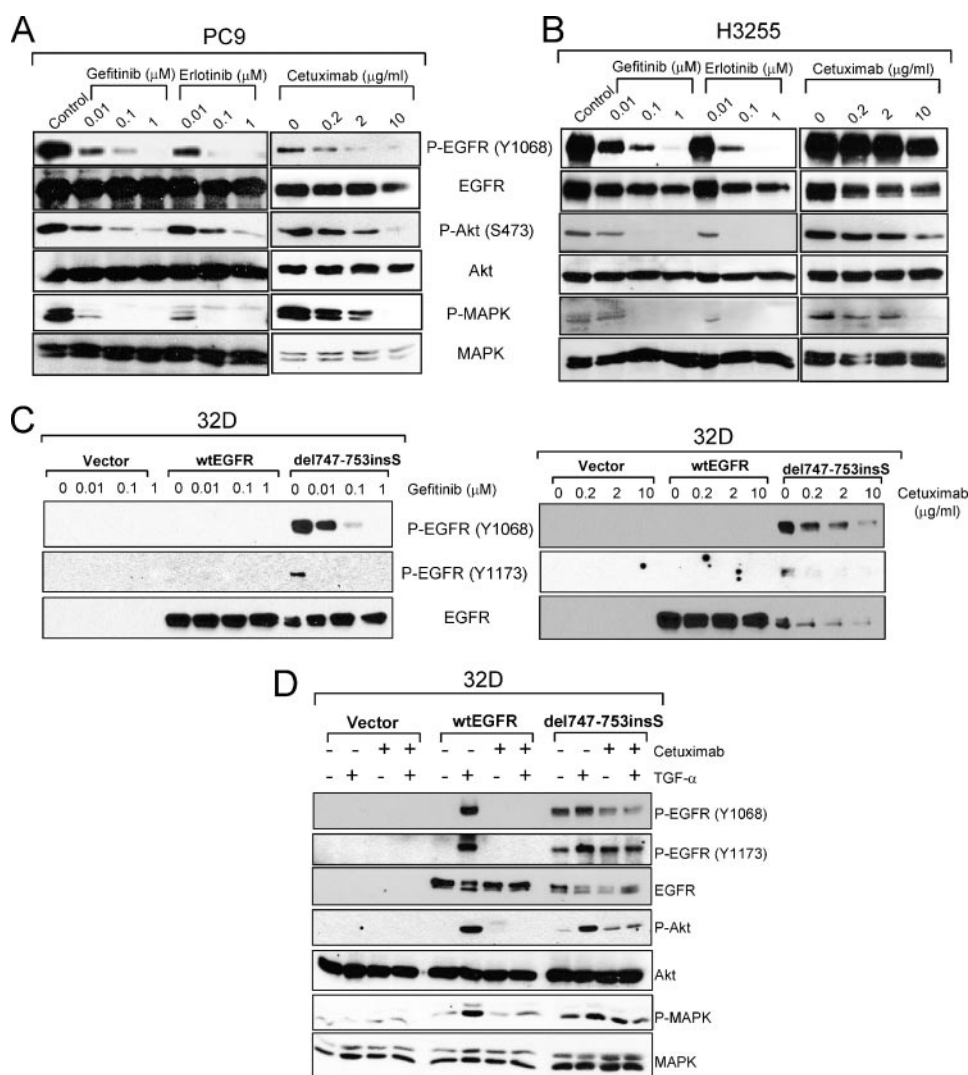 A
PC9
Gefitinib (μM) Erlotinib (μM) Cetuximab (μg/ml)
Control 0.01 0.1 1 0.01 0.1 1 0 0.2 2 10
B
H3255
Gefitinib (μM) Erlotinib (μM) Cetuximab (μg/ml)
Control 0.01 0.1 1 0.01 0.1 1 0 0.2 2 10
P-EGFR (Y1068)
EGFR
P-Akt (S473)
Akt
P-MAPK
MAPK
C
32D
Vector wtEGFR del747-753insS
0 0.01 0.1 1 0 0.01 0.1 1 0 0.01 0.1 1 Gefitinib (μM)
32D
Vector wtEGFR del747-753insS
0 0.2 2 10 0 0.2 2 10 0 0.2 2 10 Cetuximab
(μg/ml)
P-EGFR (Y1068)
P-EGFR (Y1173)
EGFR
D
32D
Vector wtEGFR del747-753insS
- - + + - - + + - - + + Cetuximab
- + - + - + - + - + - + TGF-α
P-EGFR (Y1068)
P-EGFR (Y1173)
EGFR
P-Akt
Akt
P-MAPK
MAPK